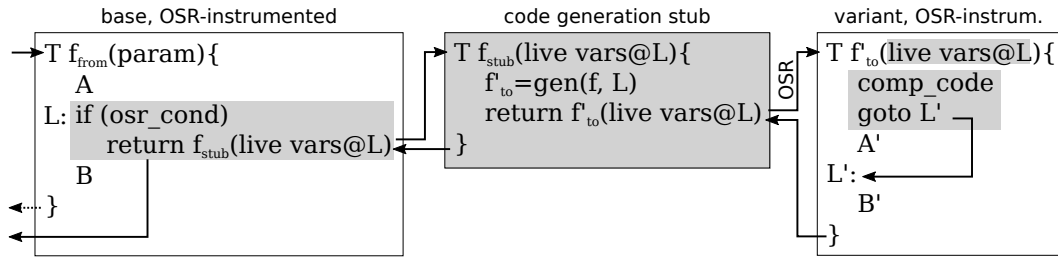 base, OSR-instrumented
T f_from(param){
A
L: if (osr_cond)
return f_stub(live vars@L)
B
}
code generation stub
T f_stub(live vars@L){
f'_to=gen(f, L)
return f'_to(live vars@L)
}
OSR
variant, OSR-instrum.
T f'_to(live vars@L){
comp_code
goto L'
A'
L':
B'
}